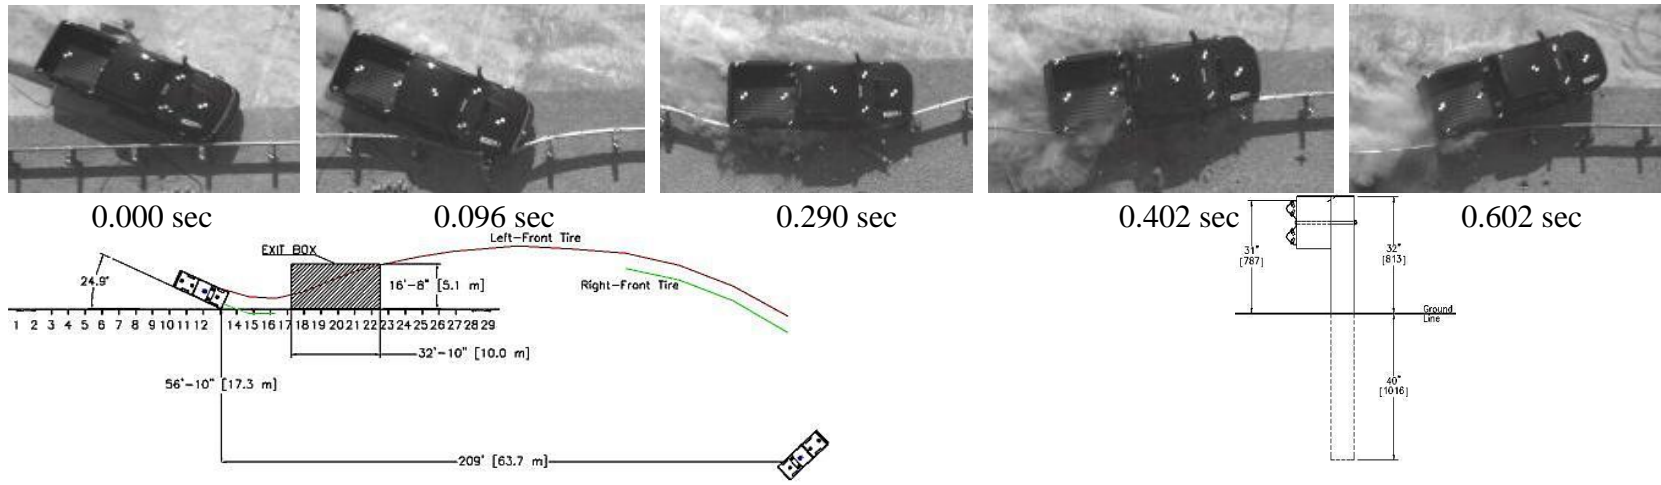 0.000 sec 0.096 sec 0.290 sec 0.402 sec 0.602 sec
EXIT BOX
Left-Front Tire
24.9°
16'-8" [5.1 m]
Right-Front Tire
1 2 3 4 5 6 7 8 9 10 11 12 14 15 16 17 18 19 20 21 22 23 24 25 26 27 28 29
32'-10" [10.0 m]
56'-10" [17.3 m]
209' [63.7 m]
31"
[787]
32"
[813]
Ground
Line
40"
[1016]